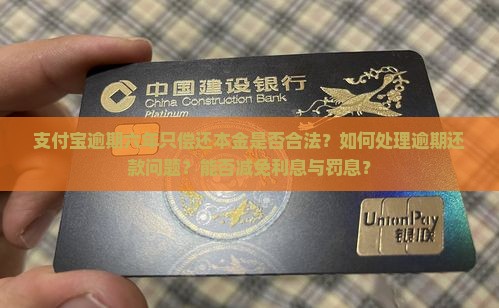 中国建设银行
China Construction Bank
Platinum
支付宝逾期六年只偿还本金是否合法？如何处理逾期还
款问题？能否减免利息与罚息？
UnionPay
银联